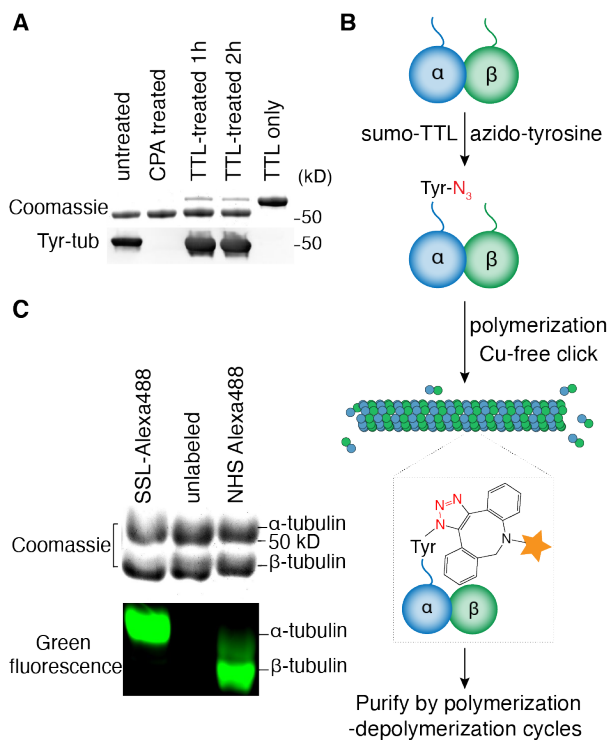 A
untreated
CPA treated
TTL-treated 1h
TTL-treated 2h
TTL only
(kD)
Coomassie
-50
Tyr-tub
-50
B
α
β
sumo-TTL
azido-tyrosine
Tyr-N₃
α
β
polymerization
Cu-free click
N
N
N
N
Tyr
α
β
Purify by polymerization
-depolymerization cycles
C
SSL-Alexa488
unlabeled
NHS Alexa488
Coomassie
α-tubulin
50 kD
β-tubulin
Green
fluorescence
α-tubulin
β-tubulin